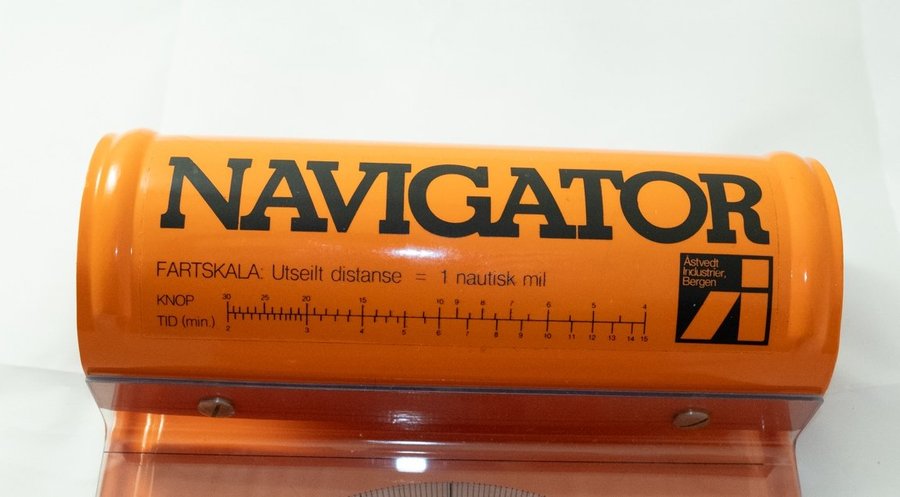 NAVIGATOR
FARTSKALA: Utseilt distanse = 1 nautisk mil
KNOP 30 25 20 15 10 9 8 7 6 5 4
TID (min.) 2 3 4 5 6 7 8 9 10 11 12 13 14 15
Åstvedt
Industrier,
Bergen